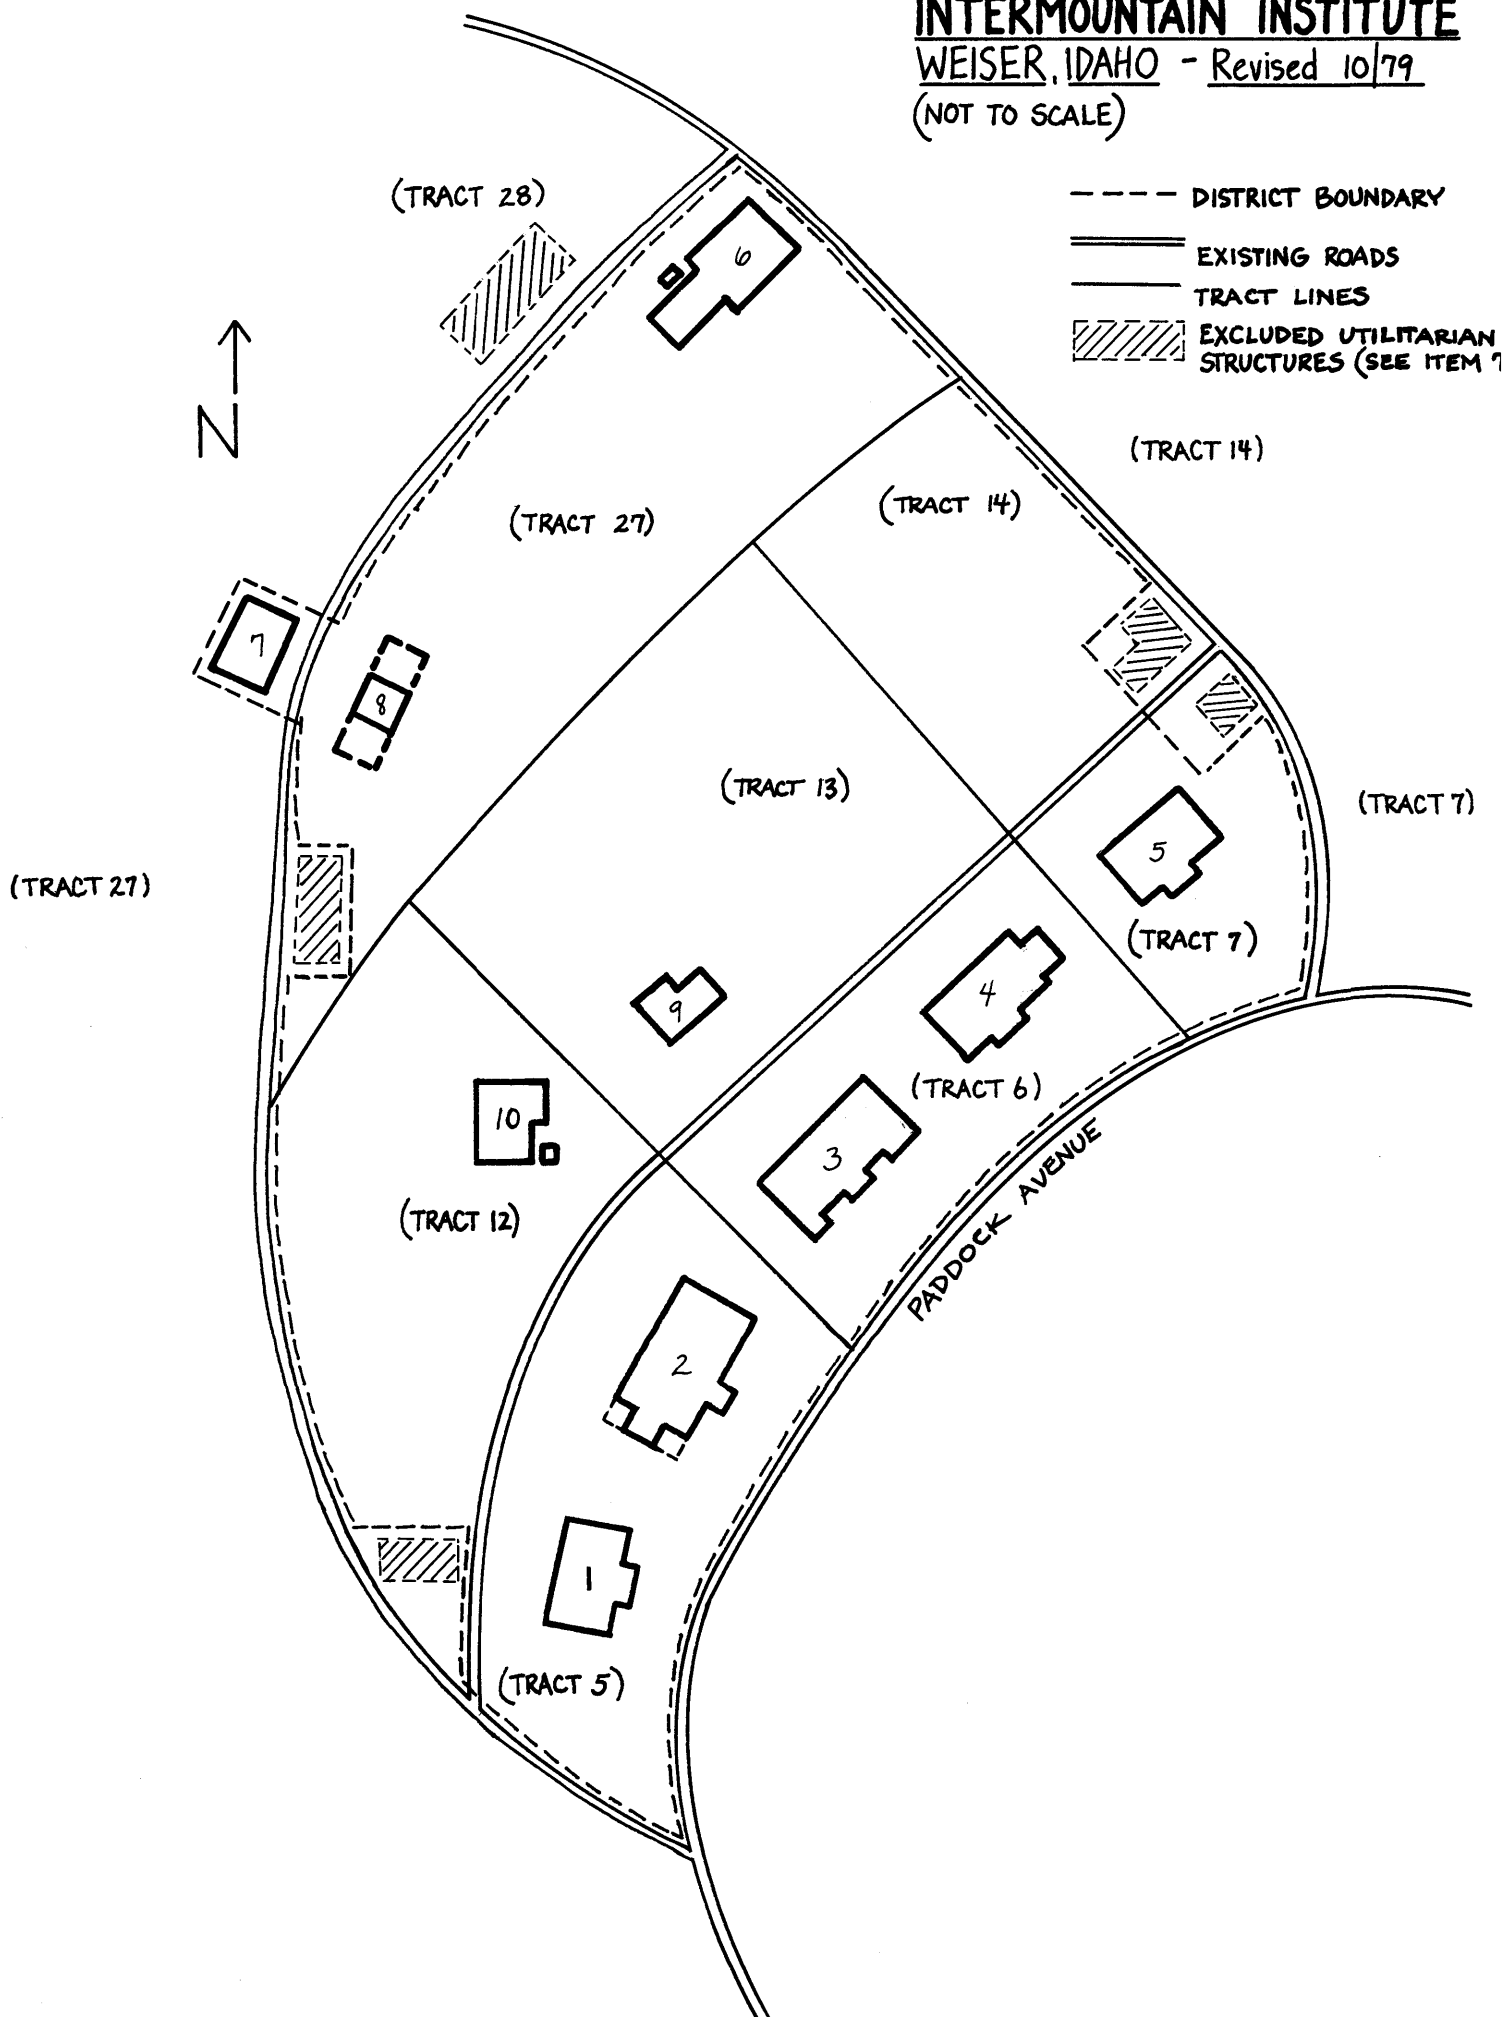 INTERMOUNTAIN INSTITUTE
WEISER, IDAHO - Revised 10/79
(NOT TO SCALE)
DISTRICT BOUNDARY
EXISTING ROADS
TRACT LINES
EXCLUDED UTILITARIAN
STRUCTURES (SEE ITEM 7
(TRACT 28)
6
N
(TRACT 14)
(TRACT 27)
(TRACT 14)
7
8
(TRACT 13)
(TRACT 7)
5
(TRACT 27)
(TRACT 7)
4
9
(TRACT 6)
10
3
PADDOCK AVENUE
(TRACT 12)
2
1
(TRACT 5)